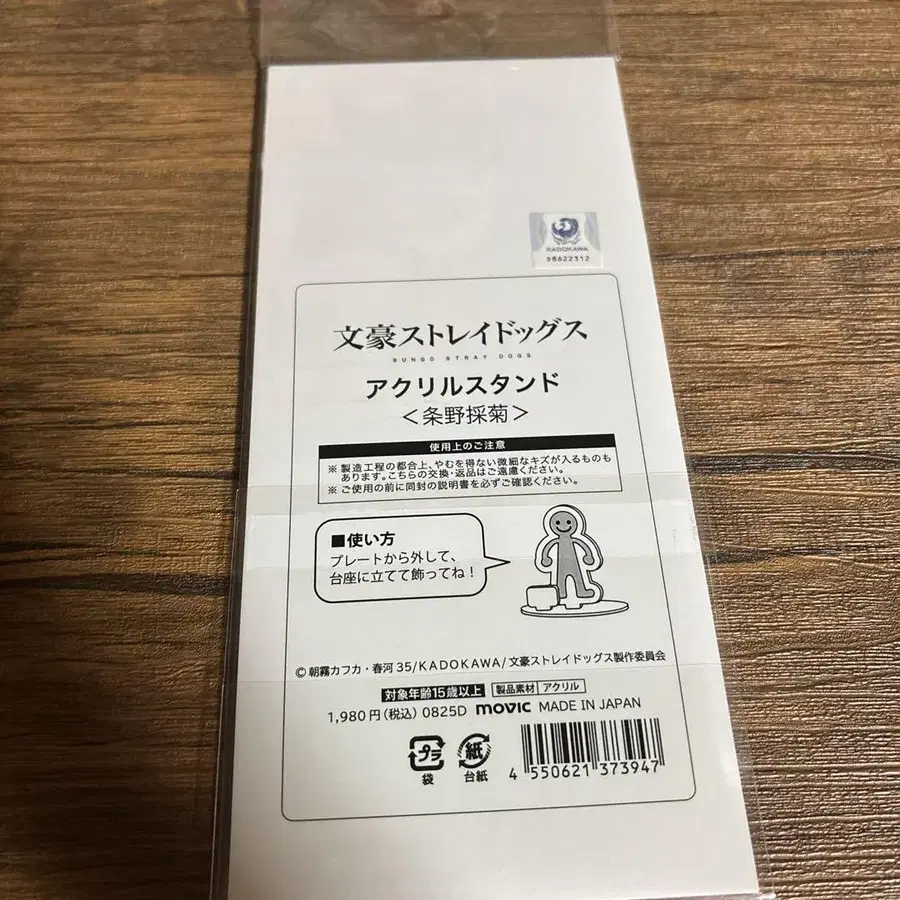 KADOKAWA
98622312
文豪ストレイドッグス
BUNGO STRAY DOGS
アクリルスタンド
＜条野採菊＞
使用上のご注意
※ 製造工程の都合上、やむを得ない微細なキズが入るものも
あります。こちらの交換・返品はご遠慮ください。
※ ご使用の前に同封の説明書を必ずご確認ください。
■使い方
プレートから外して、
台座に立てて飾ってね！
© 朝霧カフカ・春河35/KADOKAWA/文豪ストレイドッグス製作委員会
対象年齢15歳以上 製品素材 アクリル
1,980円(税込) 0825D movic MADE IN JAPAN
プラ 紙
袋 台紙
4 550621 373947